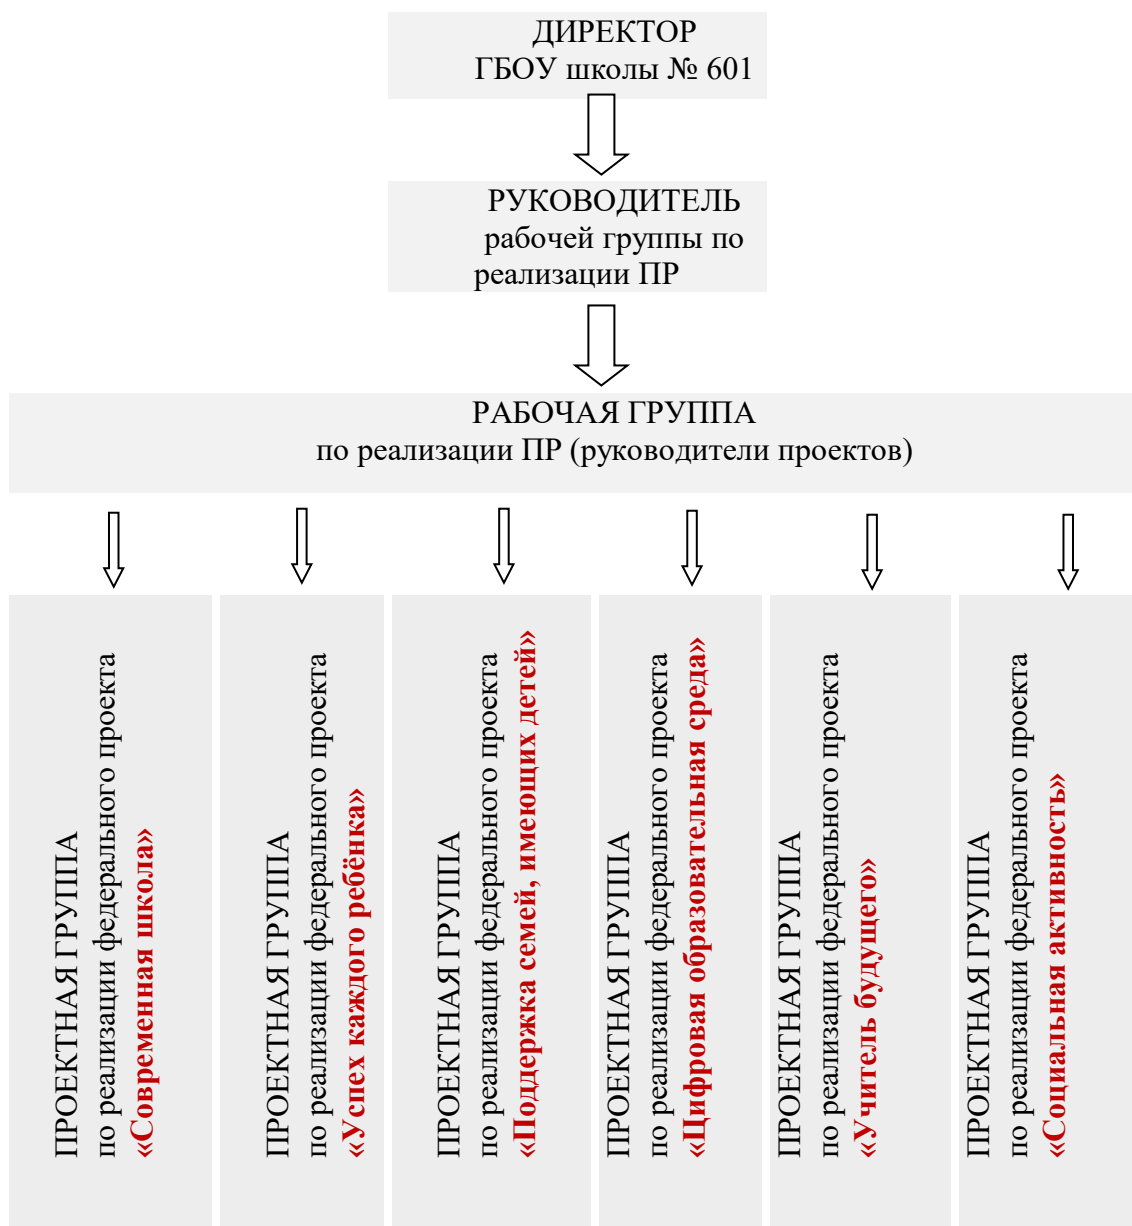 ДИРЕКТОР
ГБОУ школы № 601
РУКОВОДИТЕЛЬ
рабочей группы по
реализации ПР
РАБОЧАЯ ГРУППА
по реализации ПР (руководители проектов)
ПРОЕКТНАЯ ГРУППА
по реализации федерального проекта
«Современная школа»
ПРОЕКТНАЯ ГРУППА
по реализации федерального проекта
«Успех каждого ребёнка»
ПРОЕКТНАЯ ГРУППА
по реализации федерального проекта
«Поддержка семей, имеющих детей»
ПРОЕКТНАЯ ГРУППА
по реализации федерального проекта
«Цифровая образовательная среда»
ПРОЕКТНАЯ ГРУППА
по реализации федерального проекта
«Учитель будущего»
ПРОЕКТНАЯ ГРУППА
по реализации федерального проекта
«Социальная активность»